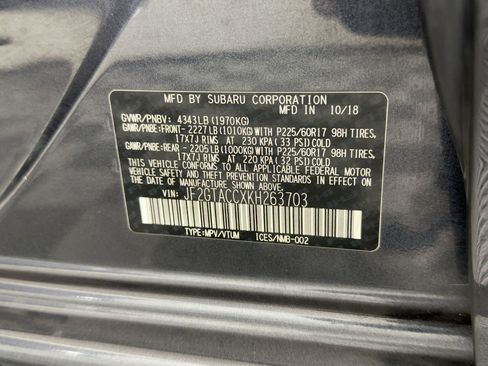 MFD BY SUBARU CORPORATION
MFD IN 10/18
GVWR/PNBV: 4343LB(1970KG)
GAWR/PNBE:FRONT-2227LB(1010KG)WITH P225/60R17 98H TIRES,
17X7J RIMS AT 230 KPA ( 33 PSI)COLD
GAWR/PNBE:REAR -2205LB(1000KG)WITH P225/60R17 98H TIRES,
17X7J RIMS AT 220 KPA ( 32 PSI)COLD
THIS VEHICLE CONFORMS TO ALL APPLICABLE FEDERAL MOTOR
VEHICLE SAFETY STANDARDS IN EFFECT ON THE DATE OF
MANUFACTURE SHOWN ABOVE.
VIN: JF2GTACCXKH263703
TYPE:MPV/VTUM ICES/NMB-002